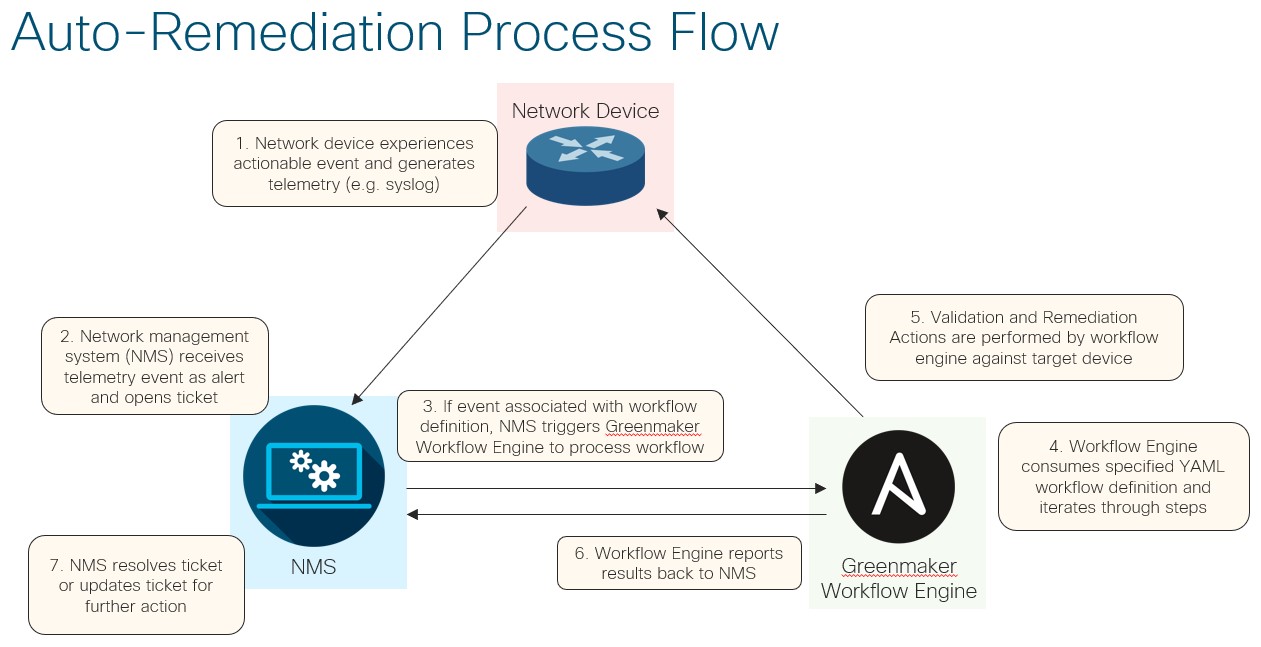 Auto-Remediation Process Flow
Network Device
1. Network device experiences
actionable event and generates
telemetry (e.g. syslog)
2. Network management
system (NMS) receives
telemetry event as alert
and opens ticket
3. If event associated with workflow
definition, NMS triggers Greenmaker
Workflow Engine to process workflow
5. Validation and Remediation
Actions are performed by workflow
engine against target device
4. Workflow Engine
consumes specified YAML
workflow definition and
iterates through steps
6. Workflow Engine reports
results back to NMS
7. NMS resolves ticket
or updates ticket for
further action
NMS
Greenmaker
Workflow Engine